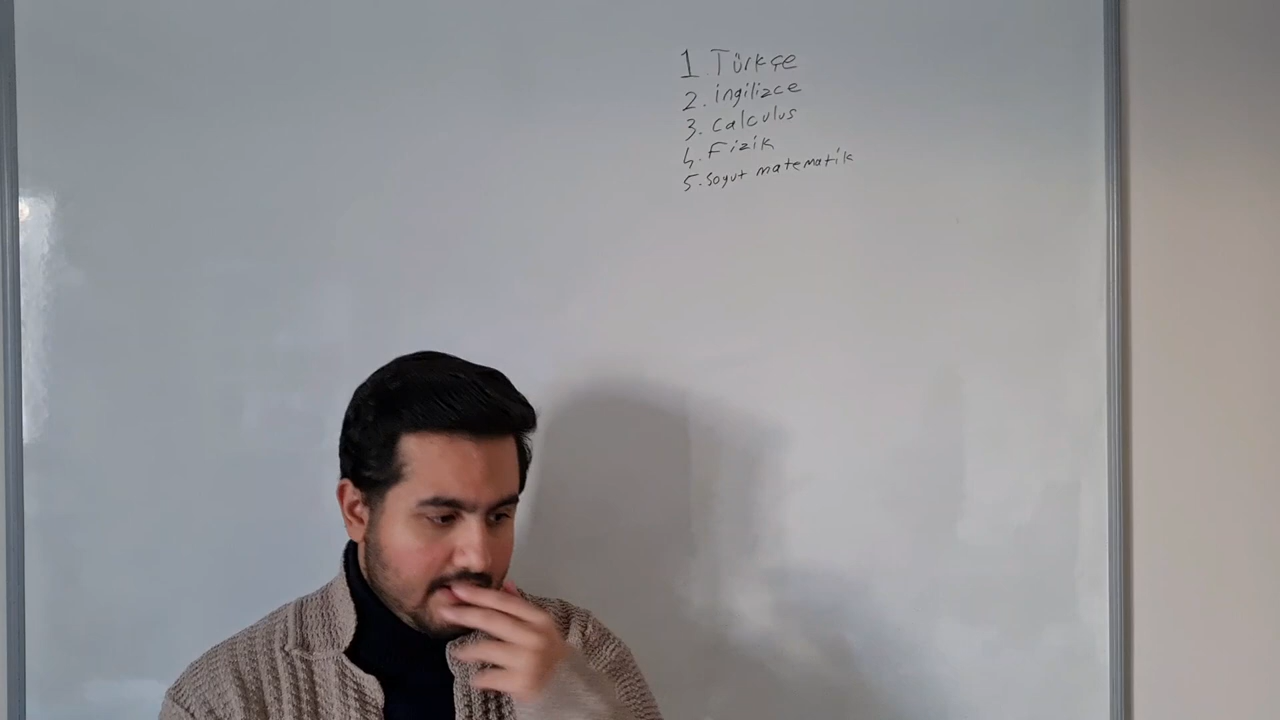 1. Türkçe
2. ingilizce
3. calculus
4. Fizik
5. Soyut matematik